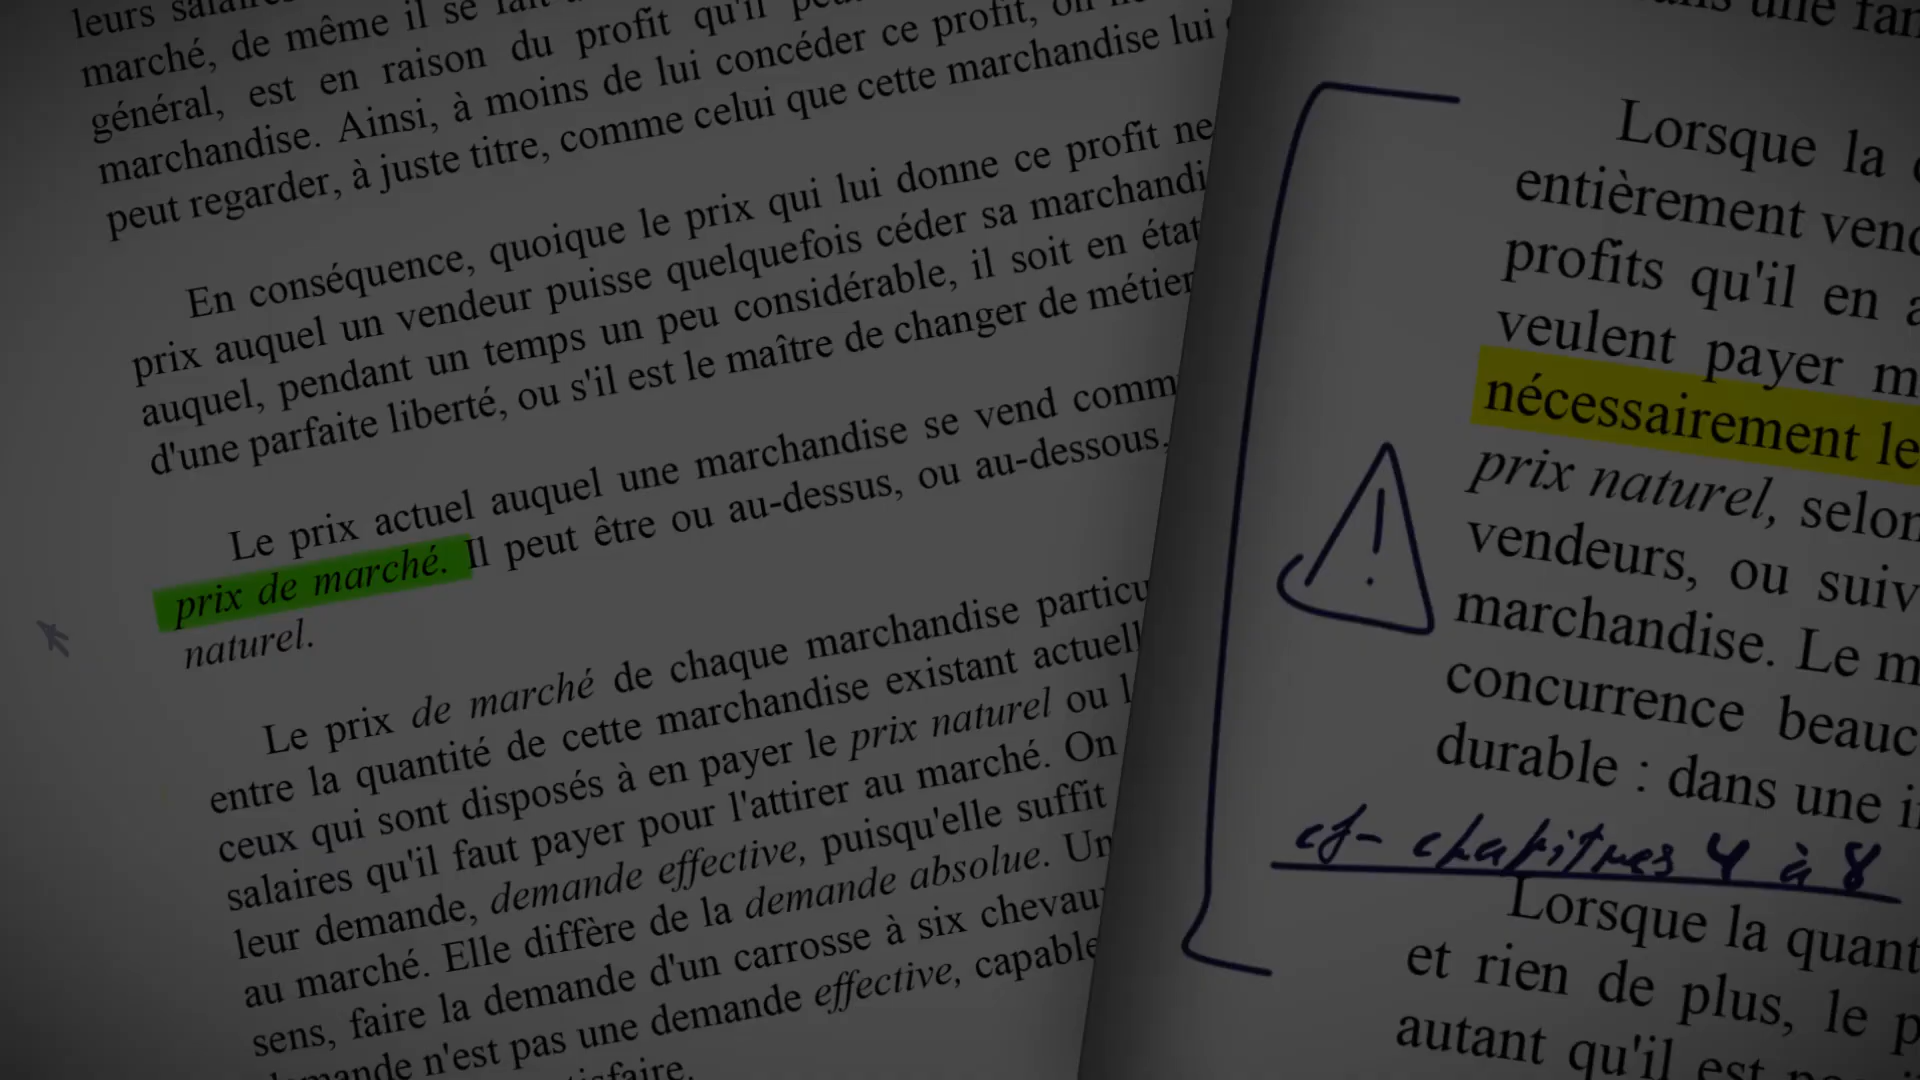 leurs
marché, de même il se
général, est en raison du profit qu'il
marchandise. Ainsi, à moins de lui concéder ce profit, on
peut regarder, à juste titre, comme celui que cette marchandise lui
En conséquence, quoique le prix qui lui donne ce profit ne
prix auquel un vendeur puisse quelquefois céder sa marchandi
auquel, pendant un temps un peu considérable, il soit en état
d'une parfaite liberté, ou s'il est le maître de changer de métier
Le prix actuel auquel une marchandise se vend comm
prix de marché. Il peut être ou au-dessus, ou au-dessous,
naturel.
Le prix de marché de chaque marchandise particu
entre la quantité de cette marchandise existant actuell
ceux qui sont disposés à en payer le prix naturel ou l
salaires qu'il faut payer pour l'attirer au marché. On
leur demande, demande effective, puisqu'elle suffit
au marché. Elle diffère de la demande absolue. Un
sens, faire la demande d'un carrosse à six chevau
mande n'est pas une demande effective, capable
tisfaire.
une fam
Lorsque la
entièrement vend
profits qu'il en a
veulent payer m
nécessairement le
prix naturel, selon
vendeurs, ou suiv
marchandise. Le m
concurrence beauc
durable : dans une i
cf- chapitres 4 à 8
Lorsque la quant
et rien de plus, le p
autant qu'il est